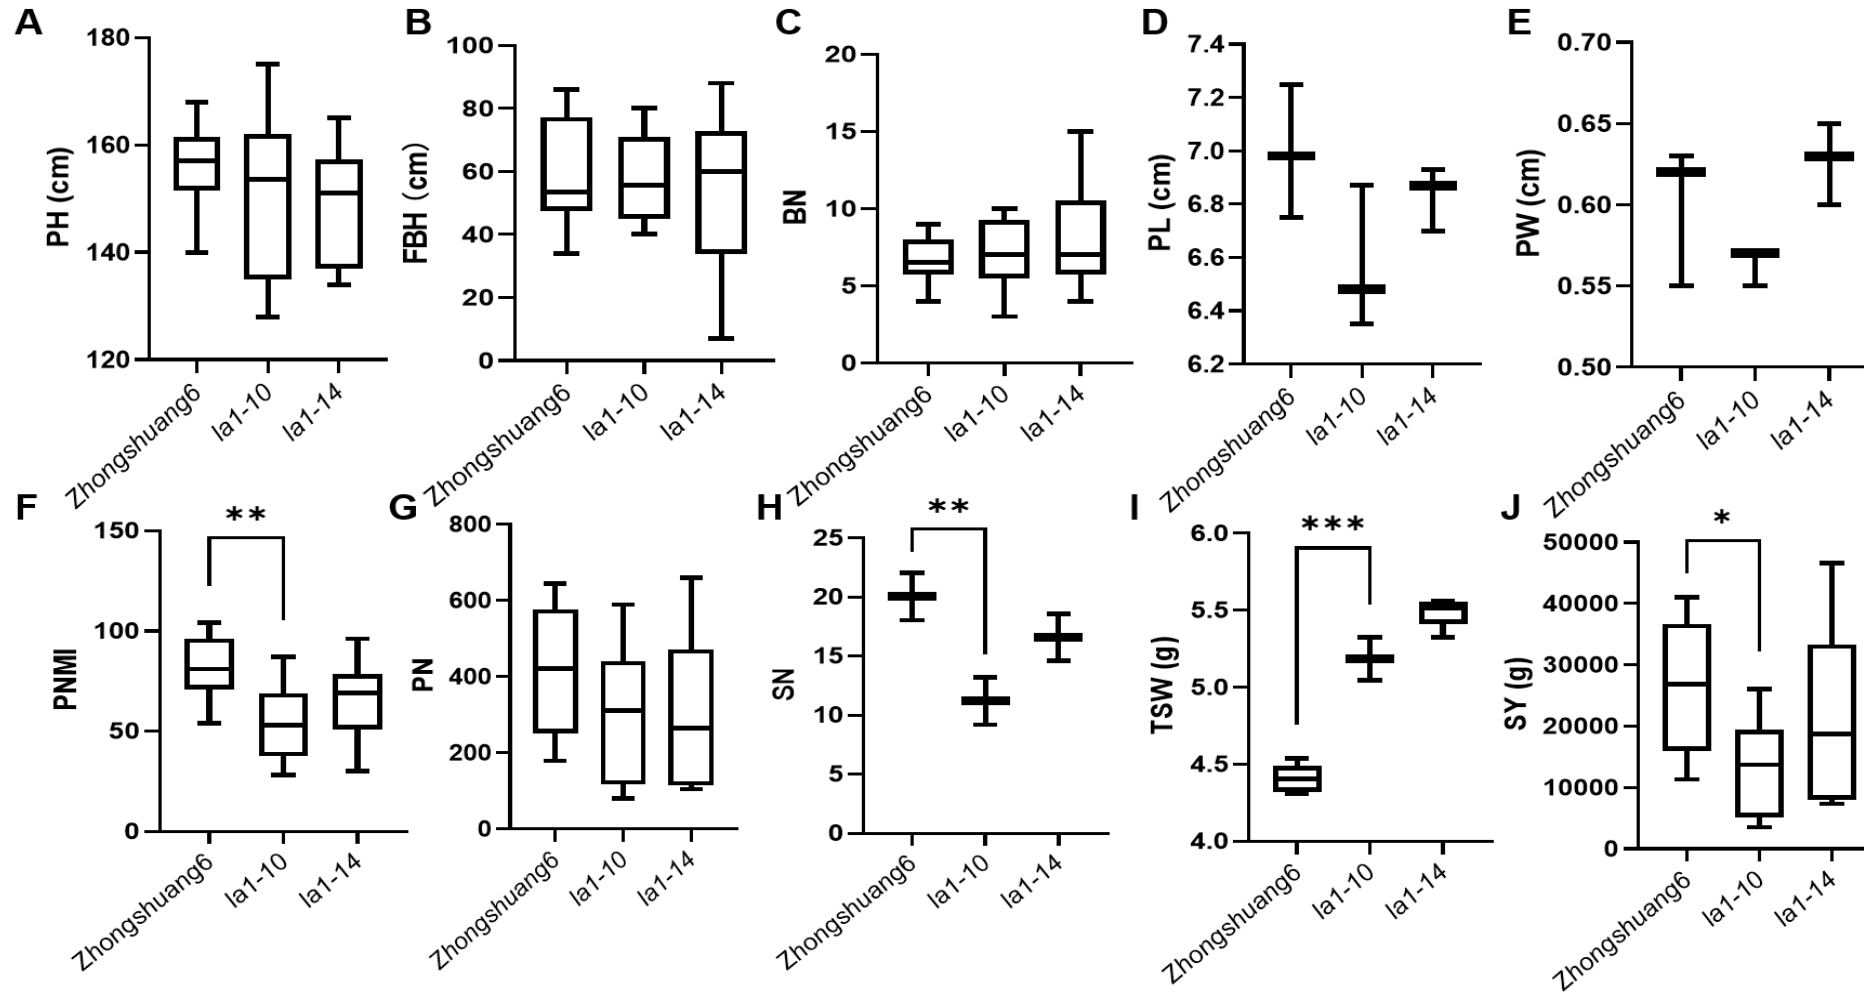 A
PH (cm)
180
160
140
120
Zhongshuang6
la1-10
la1-14
B
FBH (cm)
100
80
60
40
20
0
Zhongshuang6
la1-10
la1-14
C
BN
20
15
10
5
0
Zhongshuang6
la1-10
la1-14
D
PL (cm)
7.4
7.2
7.0
6.8
6.6
6.4
6.2
Zhongshuang6
la1-10
la1-14
E
PW (cm)
0.70
0.65
0.60
0.55
0.50
Zhongshuang6
la1-10
la1-14
F
PNMI
**
150
100
50
0
Zhongshuang6
la1-10
la1-14
G
PN
800
600
400
200
0
Zhongshuang6
la1-10
la1-14
H
SN
**
25
20
15
10
5
0
Zhongshuang6
la1-10
la1-14
I
TSW (g)
***
6.0
5.5
5.0
4.5
4.0
Zhongshuang6
la1-10
la1-14
J
SY (g)
*
50000
40000
30000
20000
10000
0
Zhongshuang6
la1-10
la1-14